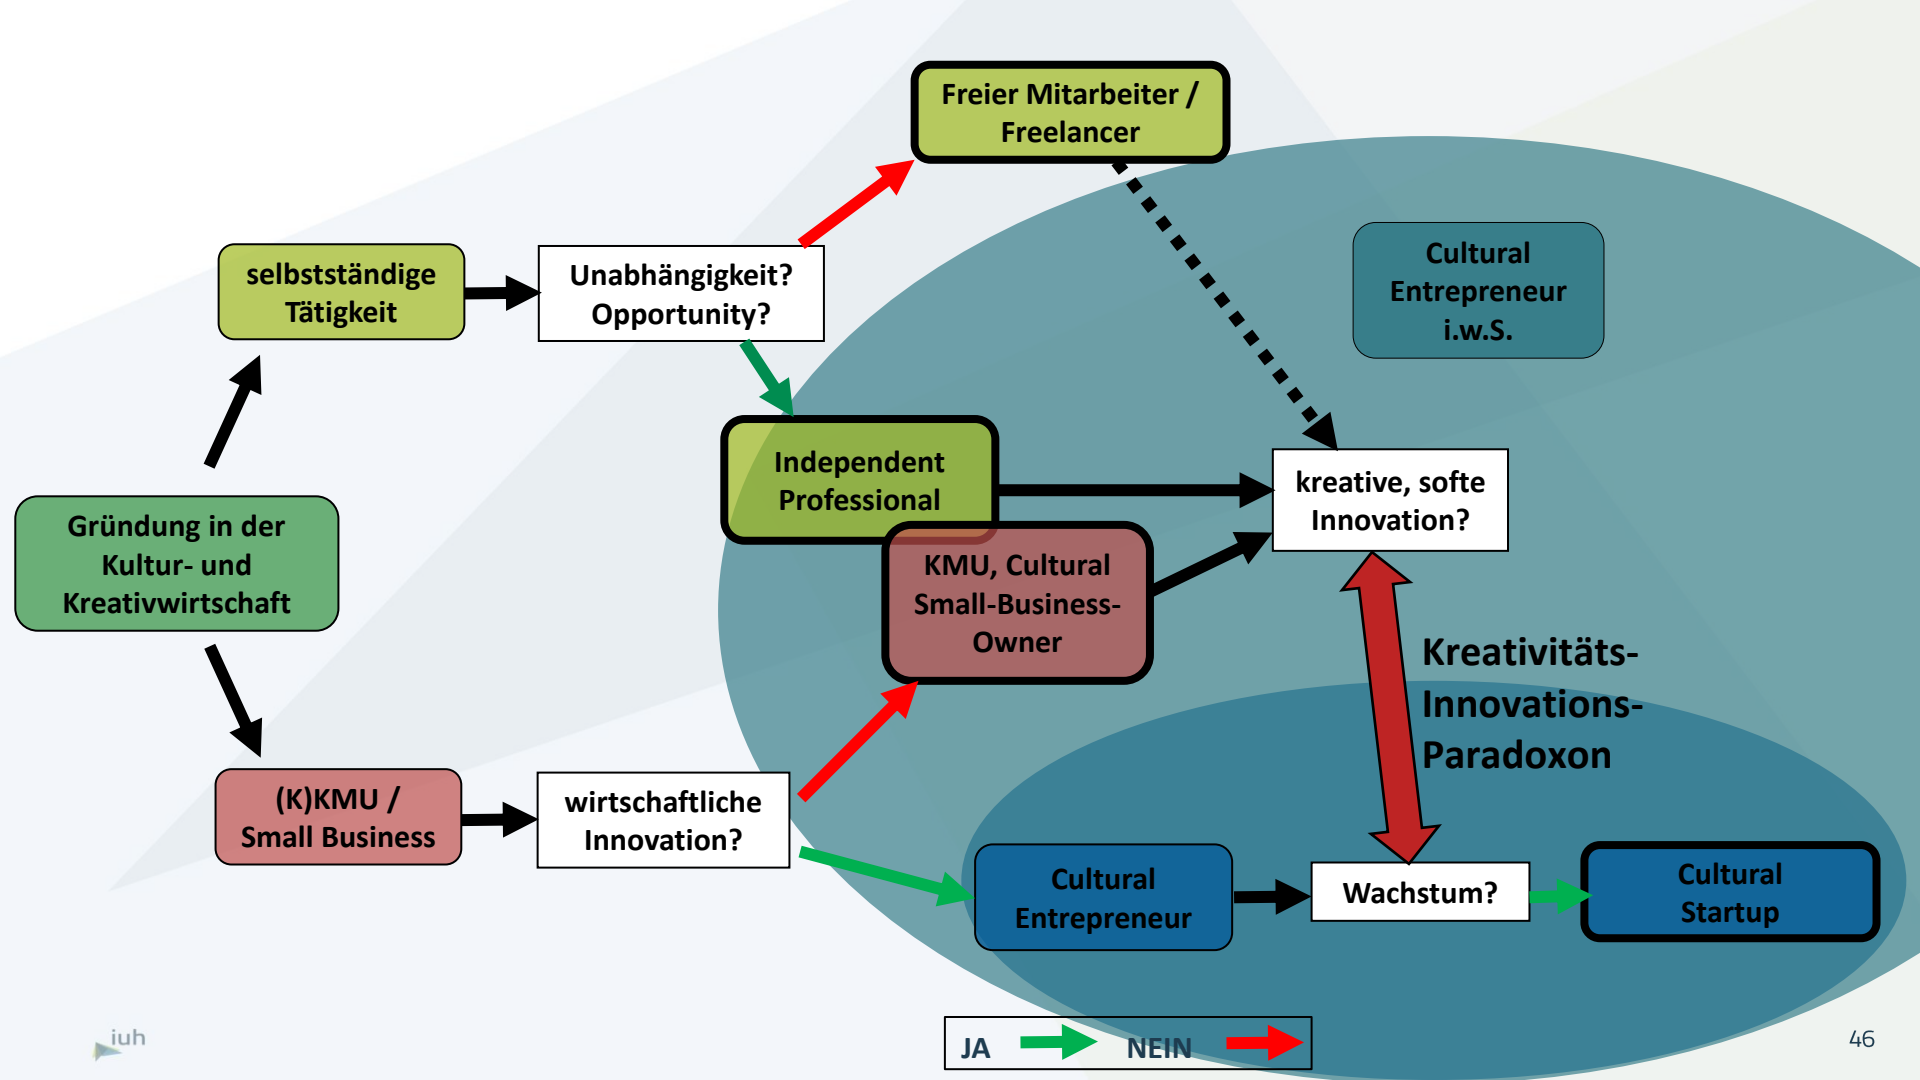 Freier Mitarbeiter /
Freelancer
selbstständige
Tätigkeit
Unabhängigkeit?
Opportunity?
Cultural
Entrepreneur
i.w.S.
Independent
Professional
kreative, softe
Innovation?
Gründung in der
Kultur- und
Kreativwirtschaft
KMU, Cultural
Small-Business-
Owner
Kreativitäts-
Innovations-
Paradoxon
(K)KMU /
Small Business
wirtschaftliche
Innovation?
Cultural
Entrepreneur
Wachstum?
Cultural
Startup
JA NEIN
iuh
46